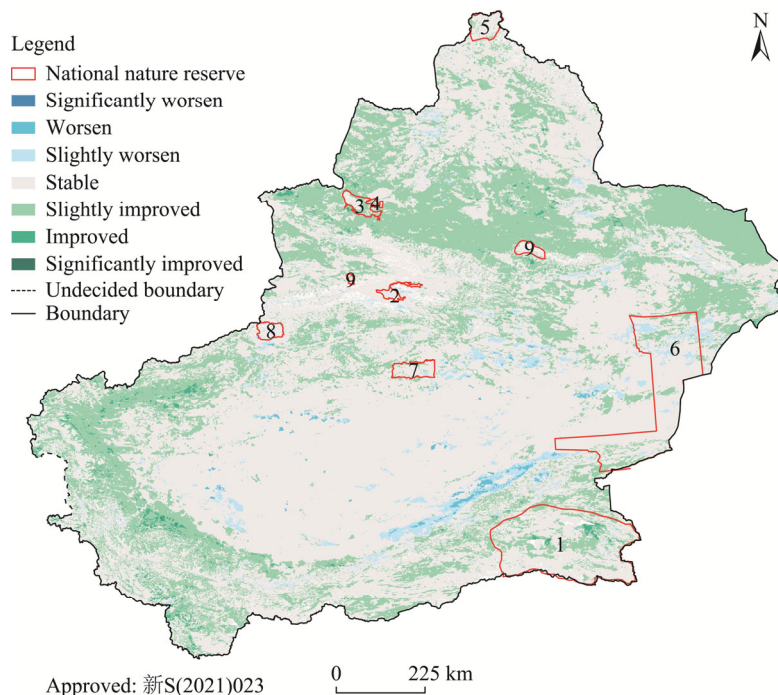 N
Legend
National nature reserve
Significantly worsen
Worsen
Slightly worsen
Stable
Slightly improved
Improved
Significantly improved
Undecided boundary
Boundary
5
3 4
9
9
2
8
6
7
1
Approved: 新S(2021)023
0 225 km